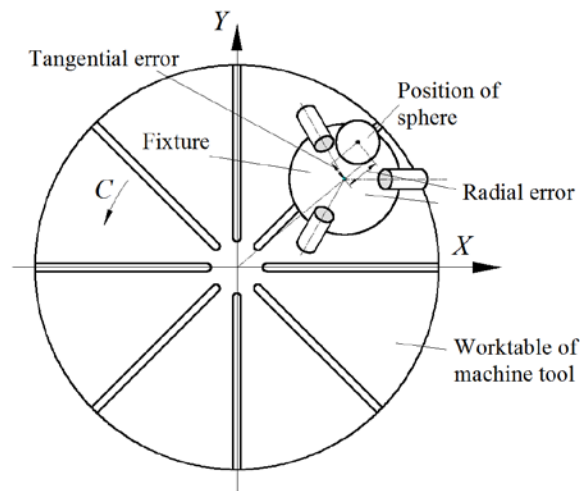 Y
Tangential error
Position of
sphere
Fixture
C
Radial error
X
Worktable of
machine tool